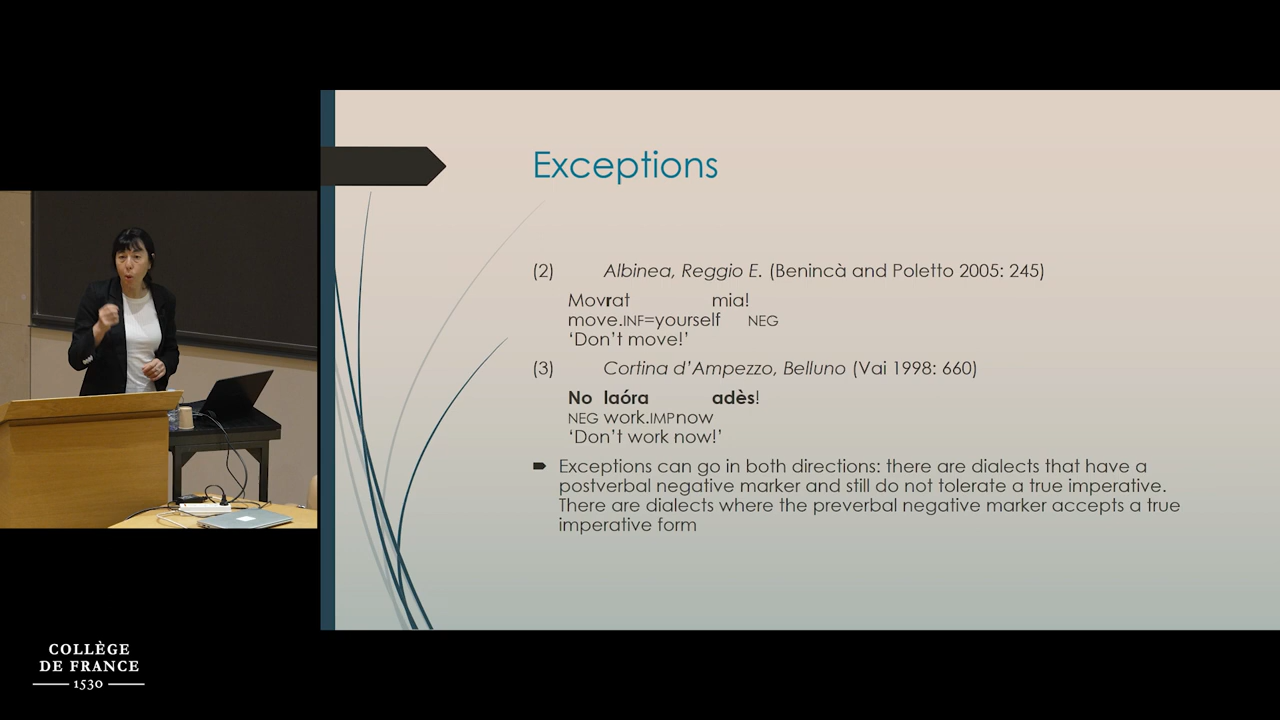 Exceptions
(2) Albinea, Reggio E. (Benincà and Poletto 2005: 245)
Movrat mia!
move.INF=yourself NEG
‘Don’t move!’
(3) Cortina d’Ampezzo, Belluno (Vai 1998: 660)
No laóra adès!
NEG work.IMPnow
‘Don’t work now!’
Exceptions can go in both directions: there are dialects that have a
postverbal negative marker and still do not tolerate a true imperative.
There are dialects where the preverbal negative marker accepts a true
imperative form
COLLÈGE
DE FRANCE
1530